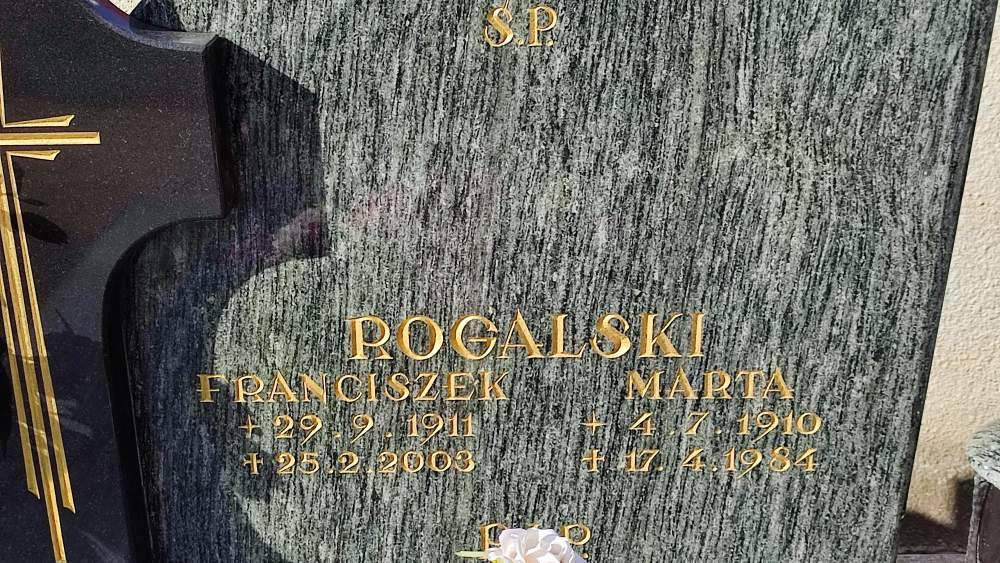 Ś.P.
ROGALSKI
FRANCISZEK MARTA
+ 29.9.1911 + 4.7.1910
✝ 25.2.2003 ✝ 17.4.1984